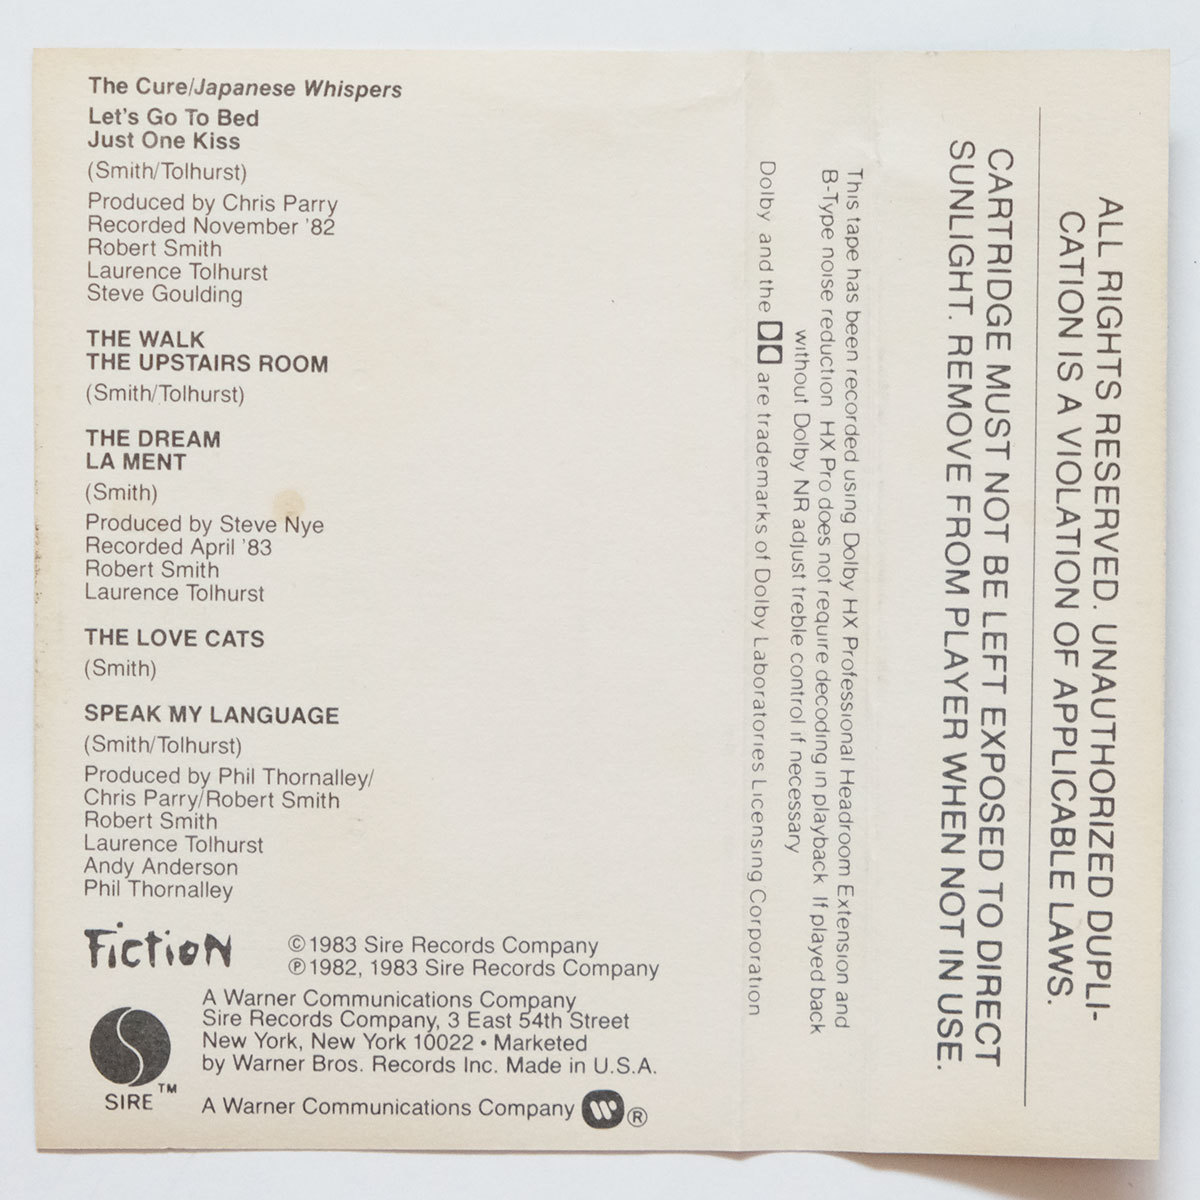 The Cure/Japanese Whispers
Let's Go To Bed
Just One Kiss
(Smith/Tolhurst)
Produced by Chris Parry
Recorded November '82
Robert Smith
Laurence Tolhurst
Steve Goulding
THE WALK
THE UPSTAIRS ROOM
(Smith/Tolhurst)
THE DREAM
LA MENT
(Smith)
Produced by Steve Nye
Recorded April '83
Robert Smith
Laurence Tolhurst
THE LOVE CATS
(Smith)
SPEAK MY LANGUAGE
(Smith/Tolhurst)
Produced by Phil Thornalley/
Chris Parry/Robert Smith
Robert Smith
Laurence Tolhurst
Andy Anderson
Phil Thornalley
Fiction
©1983 Sire Records Company
℗1982, 1983 Sire Records Company
A Warner Communications Company
Sire Records Company, 3 East 54th Street
New York, New York 10022 • Marketed
by Warner Bros. Records Inc. Made in U.S.A.
SIRE™
A Warner Communications Company ®
This tape has been recorded using Dolby HX Professional Headroom Extension and
B-Type noise reduction HX Pro does not require decoding in playback If played back
without Dolby NR adjust treble control if necessary
Dolby and the are trademarks of Dolby Laboratories Licensing Corporation
ALL RIGHTS RESERVED. UNAUTHORIZED DUPLI-
CATION IS A VIOLATION OF APPLICABLE LAWS.
CARTRIDGE MUST NOT BE LEFT EXPOSED TO DIRECT
SUNLIGHT. REMOVE FROM PLAYER WHEN NOT IN USE.